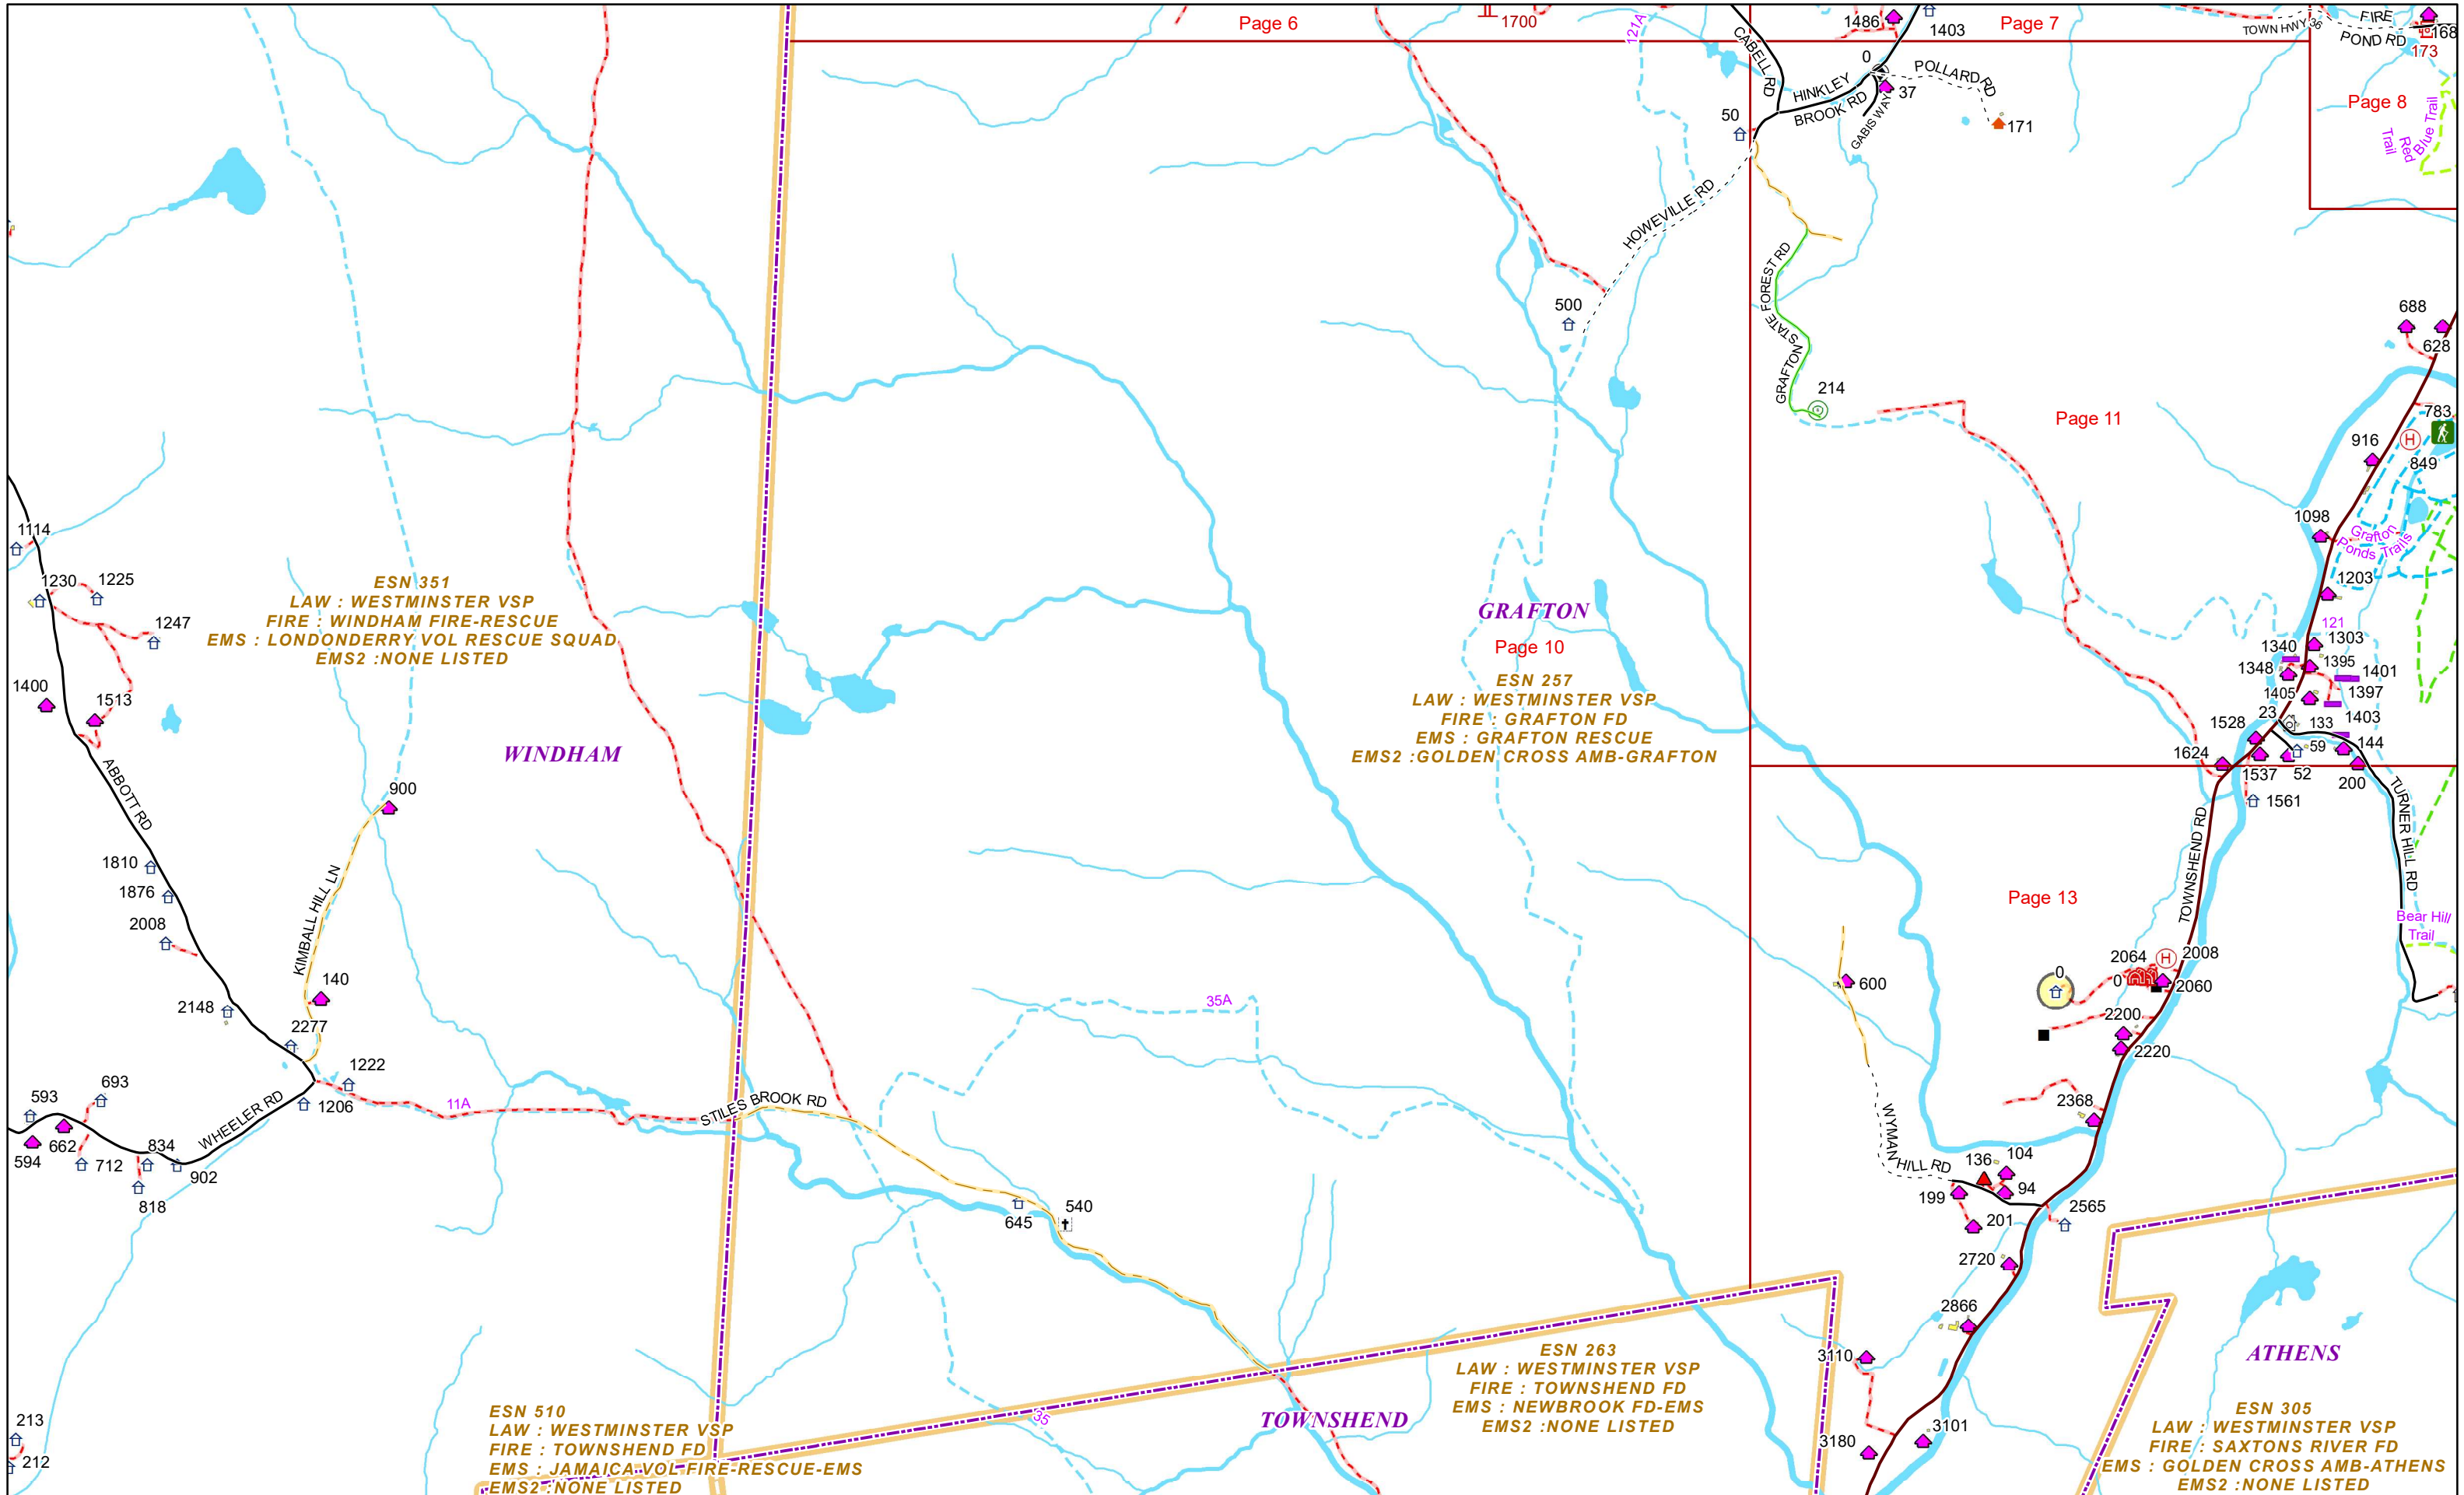 Page 6
1700
121A
CABELL RD
1486
1403
Page 7
TOWN HWY 36
FIRE
POND RD
168
173
0
HINKLEY
BROOK RD
POLLARD RD
37
GABIS WAY
50
171
Page 8
Blue Trail
Red
Trail
HOWEVILLE RD
500
GRAFTON STATE FOREST RD
214
Page 11
688
628
783
916
849
1098
Grafton
Ponds Trails
1203
121
1303
1340
1348
1395
1401
1397
1405
1403
23
133
1528
59
144
1624
1537
52
200
1561
TURNER HILL RD
1114
1230
1225
1247
ESN 351
LAW : WESTMINSTER VSP
FIRE : WINDHAM FIRE-RESCUE
EMS : LONDONDERRY VOL RESCUE SQUAD
EMS2 :NONE LISTED
1400
1513
WINDHAM
GRAFTON
Page 10
ESN 257
LAW : WESTMINSTER VSP
FIRE : GRAFTON FD
EMS : GRAFTON RESCUE
EMS2 :GOLDEN CROSS AMB-GRAFTON
ABBOTT RD
900
1810
1876
2008
KIMBALL HILL LN
140
2148
2277
1222
1206
11A
593
693
594
662
712
834
818
902
WHEELER RD
STILES BROOK RD
35A
645
540
Page 13
TOWNSHEND RD
Bear Hill
Trail
600
0
2064
H
2008
0
2060
2200
2220
2368
WYMAN
HILL RD
136
104
94
199
201
2565
2720
2866
3110
3101
3180
ATHENS
ESN 263
LAW : WESTMINSTER VSP
FIRE : TOWNSHEND FD
EMS : NEWBROOK FD-EMS
EMS2 :NONE LISTED
TOWNSHEND
35
ESN 510
LAW : WESTMINSTER VSP
FIRE : TOWNSHEND FD
EMS : JAMAICA VOL FIRE-RESCUE-EMS
EMS2 :NONE LISTED
ESN 305
LAW : WESTMINSTER VSP
FIRE : SAXTONS RIVER FD
EMS : GOLDEN CROSS AMB-ATHENS
EMS2 :NONE LISTED
213
212
H